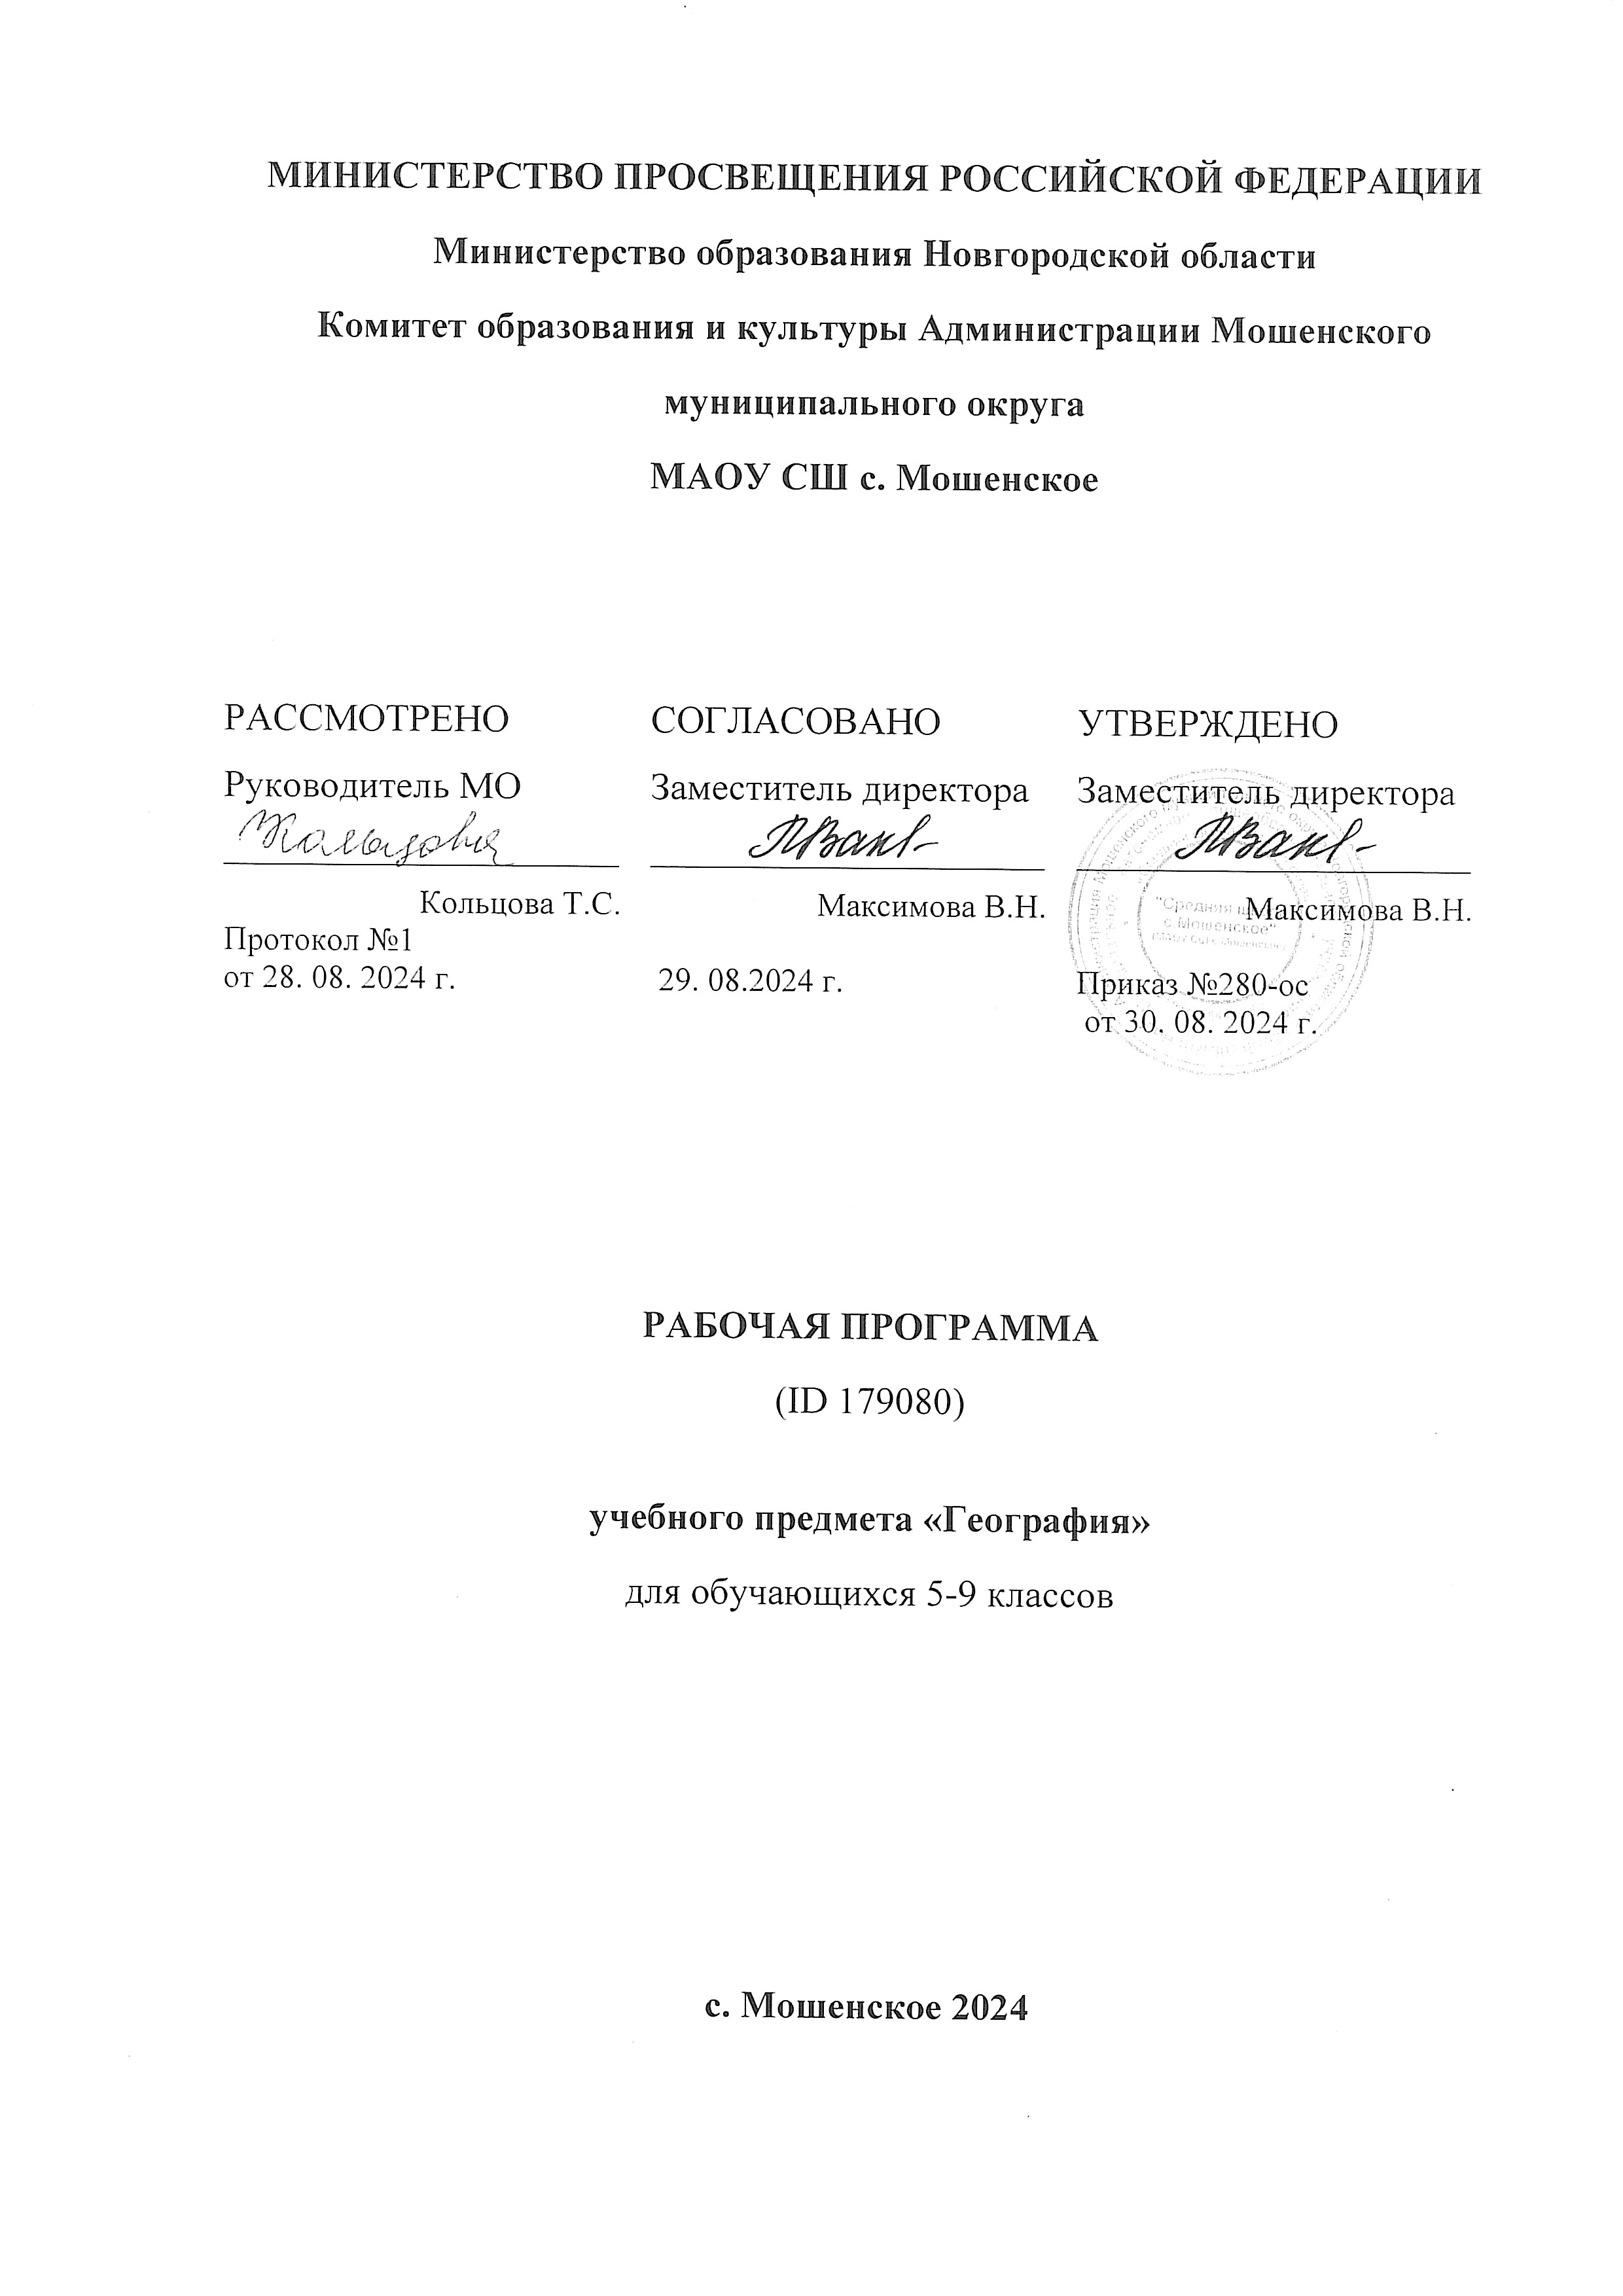 МИНИСТЕРСТВО ПРОСВЕЩЕНИЯ РОССИЙСКОЙ ФЕДЕРАЦИИ
Министерство образования Новгородской области
Комитет образования и культуры Администрации Мошенского
муниципального округа
МАОУ СШ с. Мошенское
РАССМОТРЕНО
Руководитель МО
Кольцова Т.С.
Протокол №1
от 28. 08. 2024 г.
СОГЛАСОВАНО
Заместитель директора
Максимова В.Н.
29. 08.2024 г.
УТВЕРЖДЕНО
Заместитель директора
Максимова В.Н.
"Средняя
с.Мошенское"
Приказ №280-ос
от 30. 08. 2024 г.
РАБОЧАЯ ПРОГРАММА
(ID 179080)
учебного предмета «География»
для обучающихся 5-9 классов
с. Мошенское 2024